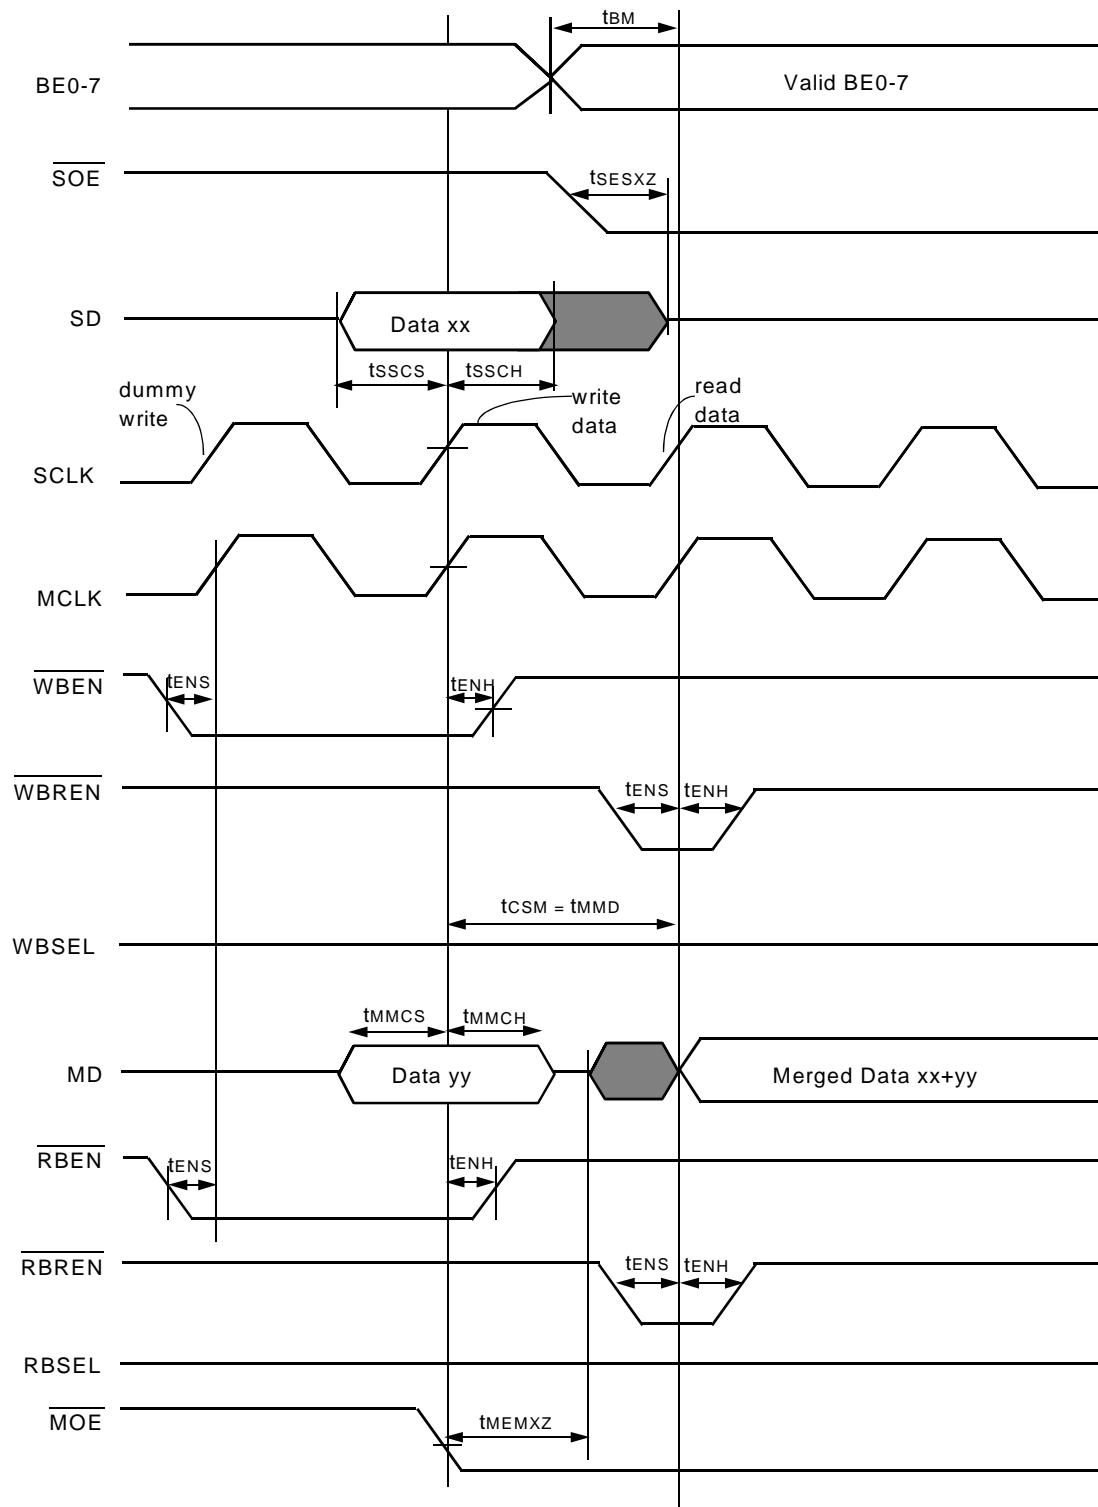 tBM
BE0-7
Valid BE0-7
SOE
tSESXZ
SD
Data xx
tSSCS
tSSCH
dummy
write
write
data
read
data
SCLK
MCLK
WBEN
tENS
tENH
WBREN
tENS
tENH
tCSM = tMMD
WBSEL
tMMCS
tMMCH
MD
Data yy
Merged Data xx+yy
RBEN
tENS
tENH
RBREN
tENS
tENH
RBSEL
MOE
tMEMXZ